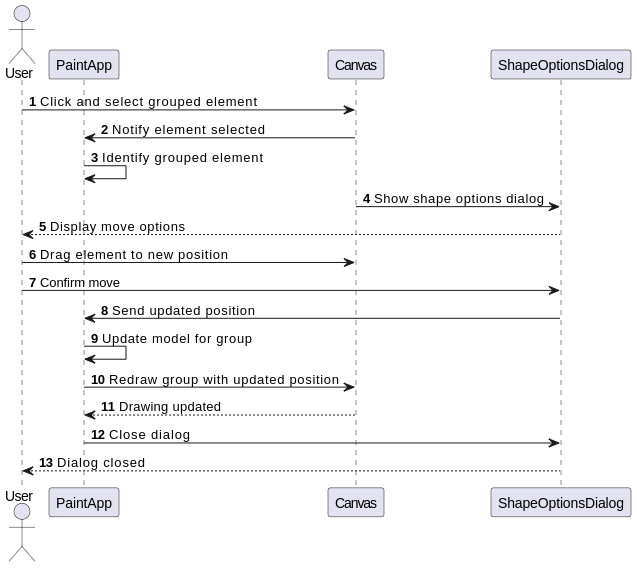 User
PaintApp
Canvas
ShapeOptionsDialog
1 Click and select grouped element
2 Notify element selected
3 Identify grouped element
4 Show shape options dialog
5 Display move options
6 Drag element to new position
7 Confirm move
8 Send updated position
9 Update model for group
10 Redraw group with updated position
11 Drawing updated
12 Close dialog
13 Dialog closed
User
PaintApp
Canvas
ShapeOptionsDialog